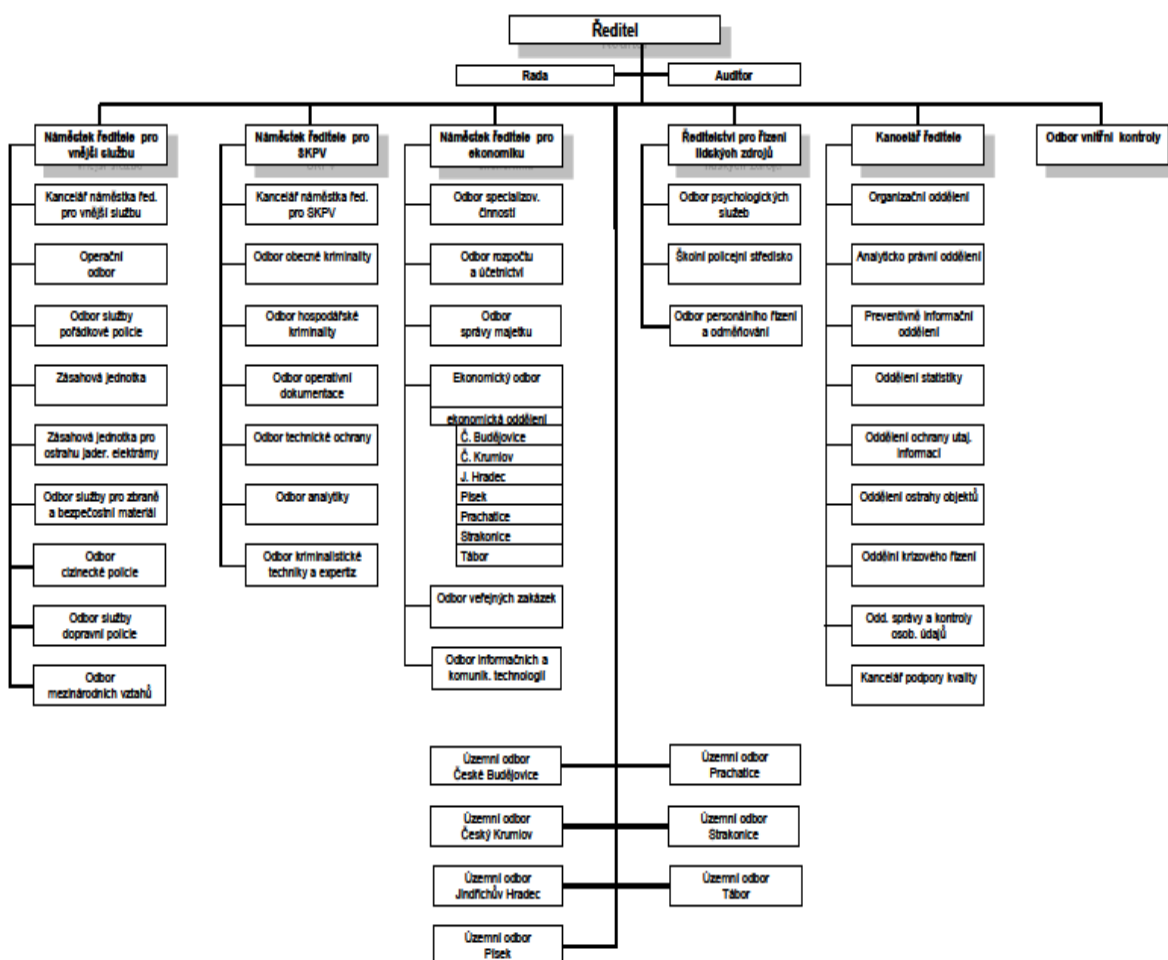 Ředitel
Rada
Auditor
Náměstek ředitele pro
vnější službu
Kancelář náměstka řed.
pro vnější službu
Operační
odbor
Odbor služby
pořádkové policie
Zásahová jednotka
Zásahová jednotka pro
ostrahu jader. elektrárny
Odbor služby pro zbraně
a bezpečostní materiál
Odbor
cizinecké policie
Odbor služby
dopravní policie
Odbor
mezinárodních vztahů
Náměstek ředitele pro
SKPV
Kancelář náměstka řed.
pro SKPV
Odbor obecné kriminality
Odbor hospodářské
kriminality
Odbor operativní
dokumentace
Odbor technické ochrany
Odbor analytiky
Odbor kriminalistické
techniky a expertiz
Náměstek ředitele pro
ekonomiku
Odbor specializov.
činností
Odbor rozpočtu
a účetnictví
Odbor
správy majetku
Ekonomický odbor
ekonomická oddělení
Č. Budějovice
Č. Krumlov
J. Hradec
Písek
Prachatice
Strakonice
Tábor
Odbor veřejných zakázek
Odbor informačních a
komunik. technologií
Ředitelství pro řízení
lidských zdrojů
Odbor psychologických
služeb
Školní policejní středisko
Odbor personálního řízení
a odměňování
Kancelář ředitele
Organizační oddělení
Analyticko právní oddělení
Preventivně informační
oddělení
Oddělení statistiky
Oddělení ochrany utaj.
informací
Oddělení ostrahy objektů
Oddělní krizového řízení
Odd. správy a kontroly
osob. údajů
Kancelář podpory kvality
Odbor vnitřní kontroly
Územní odbor
České Budějovice
Územní odbor
Prachatice
Územní odbor
Český Krumlov
Územní odbor
Strakonice
Územní odbor
Jindřichův Hradec
Územní odbor
Tábor
Územní odbor
Písek